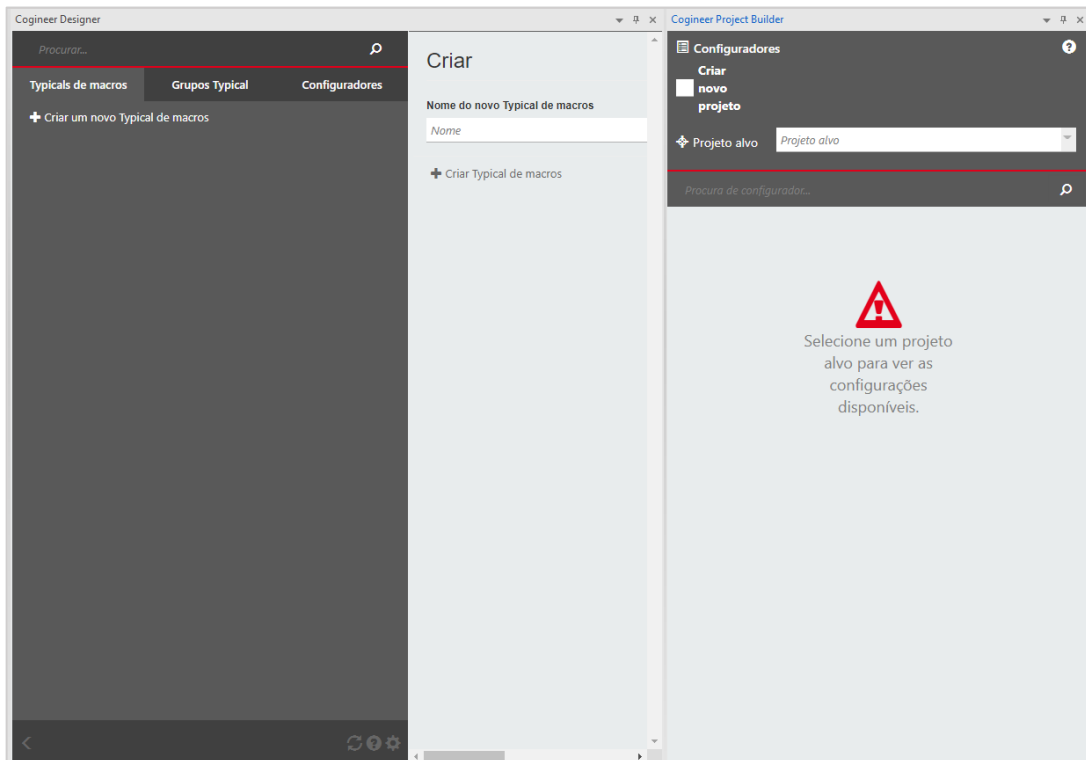 Cogineer Designer
Procurar...
Typicals de macros
Grupos Typical
Configuradores
Criar um novo Typical de macros
Criar
Nome do novo Typical de macros
Nome
Criar Typical de macros
Cogineer Project Builder
Configuradores
Criar
novo
projeto
Projeto alvo
Projeto alvo
Procura de configurador...
Selecione um projeto
alvo para ver as
configurações
disponíveis.